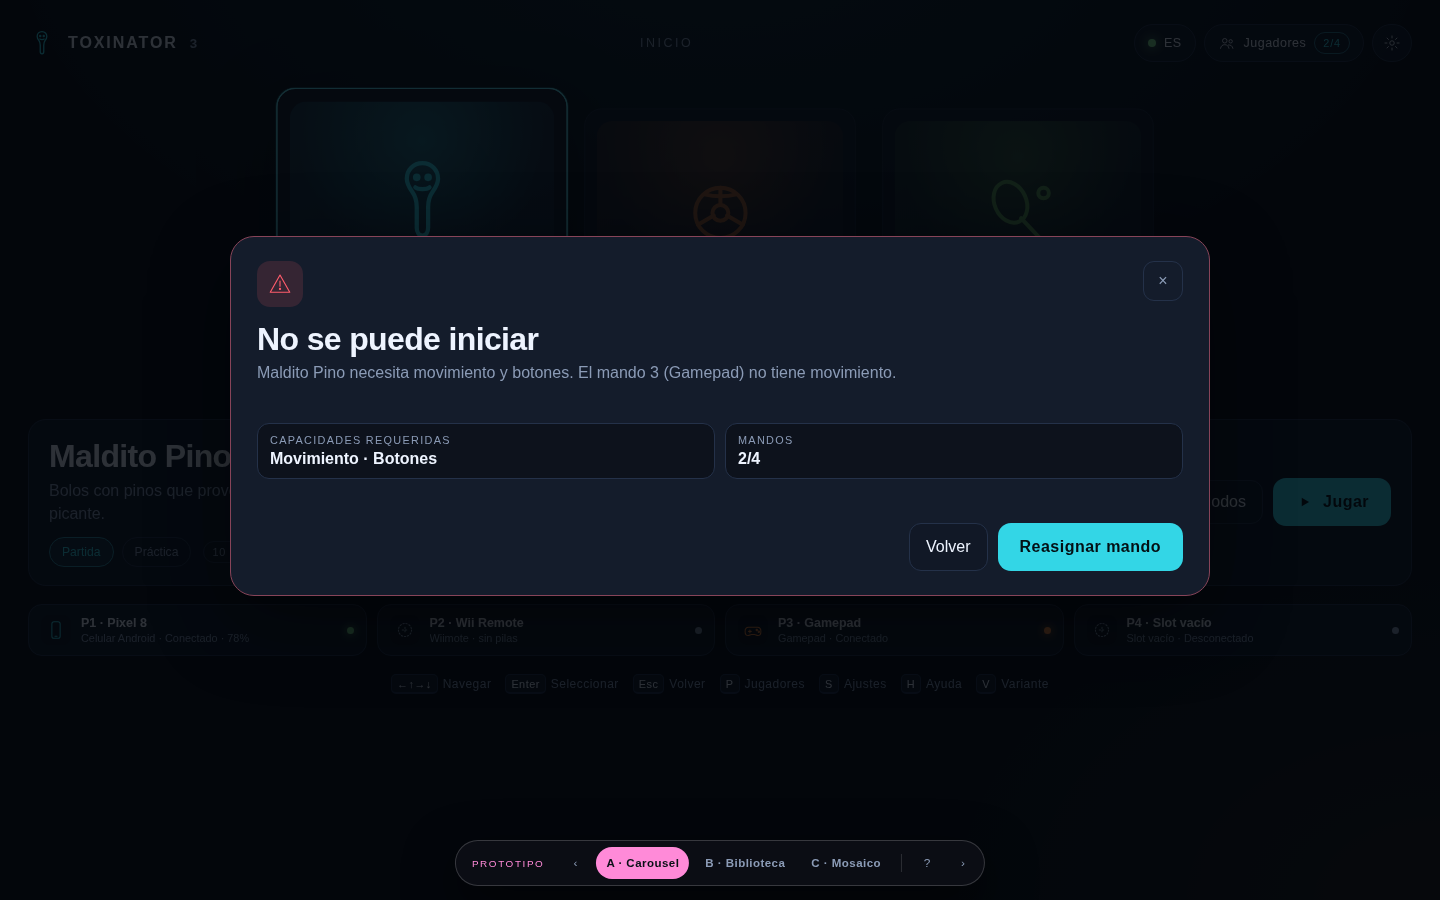 TOXINATOR 3
INICIO
ES
Jugadores 2/4
×
No se puede iniciar
Maldito Pino necesita movimiento y botones. El mando 3 (Gamepad) no tiene movimiento.
CAPACIDADES REQUERIDAS
Movimiento · Botones
MANDOS
2/4
Volver
Reasignar mando
Maldito Pino
Bolos con pinos que
picante.
Partida
Práctica
10
Jugar
P1 · Pixel 8
Celular Android · Conectado · 78%
P2 · Wii Remote
Wiimote · sin pilas
P3 · Gamepad
Gamepad · Conectado
P4 · Slot vacío
Slot vacío · Desconectado
←↑→↓ Navegar Enter Seleccionar Esc Volver P Jugadores S Ajustes H Ayuda V Variante
PROTOTIPO ‹ A · Carousel B · Biblioteca C · Mosaico ? ›